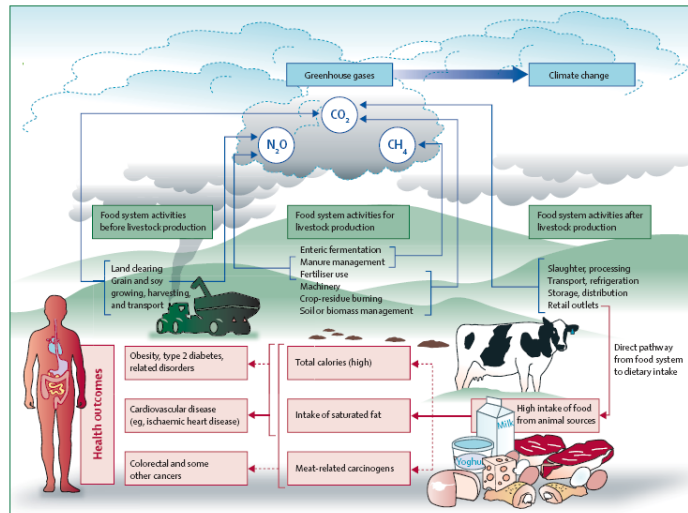 Greenhouse gases
Climate change
CO2
N2O
CH4
Food system activities
before livestock production
Food system activities for
livestock production
Food system activities after
livestock production
Land clearing
Grain and soy
growing, harvesting,
and transport
Enteric fermentation
Manure management
Fertiliser use
Machinery
Crop-residue burning
Soil or biomass management
Slaughter, processing
Transport, refrigeration
Storage, distribution
Retail outlets
Direct pathway
from food system
to dietary intake
Health outcomes
Obesity, type 2 diabetes,
related disorders
Total calories (high)
Cardiovascular disease
(eg, ischaemic heart disease)
Intake of saturated fat
High intake of food
from animal sources
Colorectal and some
other cancers
Meat-related carcinogens
Milk
Yoghut